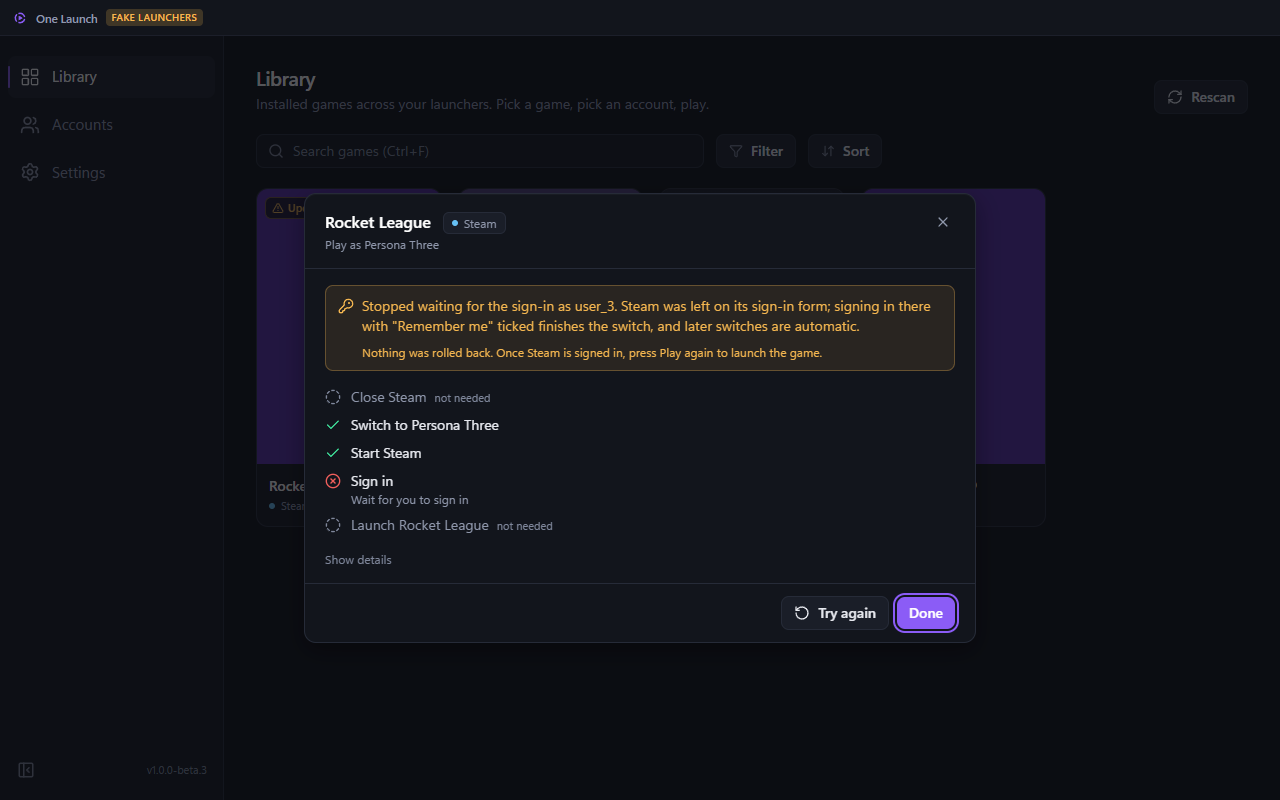 One Launch FAKE LAUNCHERS
Library
Accounts
Settings
Library
Installed games across your launchers. Pick a game, pick an account, play.
Rescan
Search games (Ctrl+F)
Filter
Sort
Rocket League
Steam
Play as Persona Three
Stopped waiting for the sign-in as user_3. Steam was left on its sign-in form; signing in there
with "Remember me" ticked finishes the switch, and later switches are automatic.
Nothing was rolled back. Once Steam is signed in, press Play again to launch the game.
Close Steam not needed
Switch to Persona Three
Start Steam
Sign in
Wait for you to sign in
Launch Rocket League not needed
Show details
Try again
Done
v1.0.0-beta.3